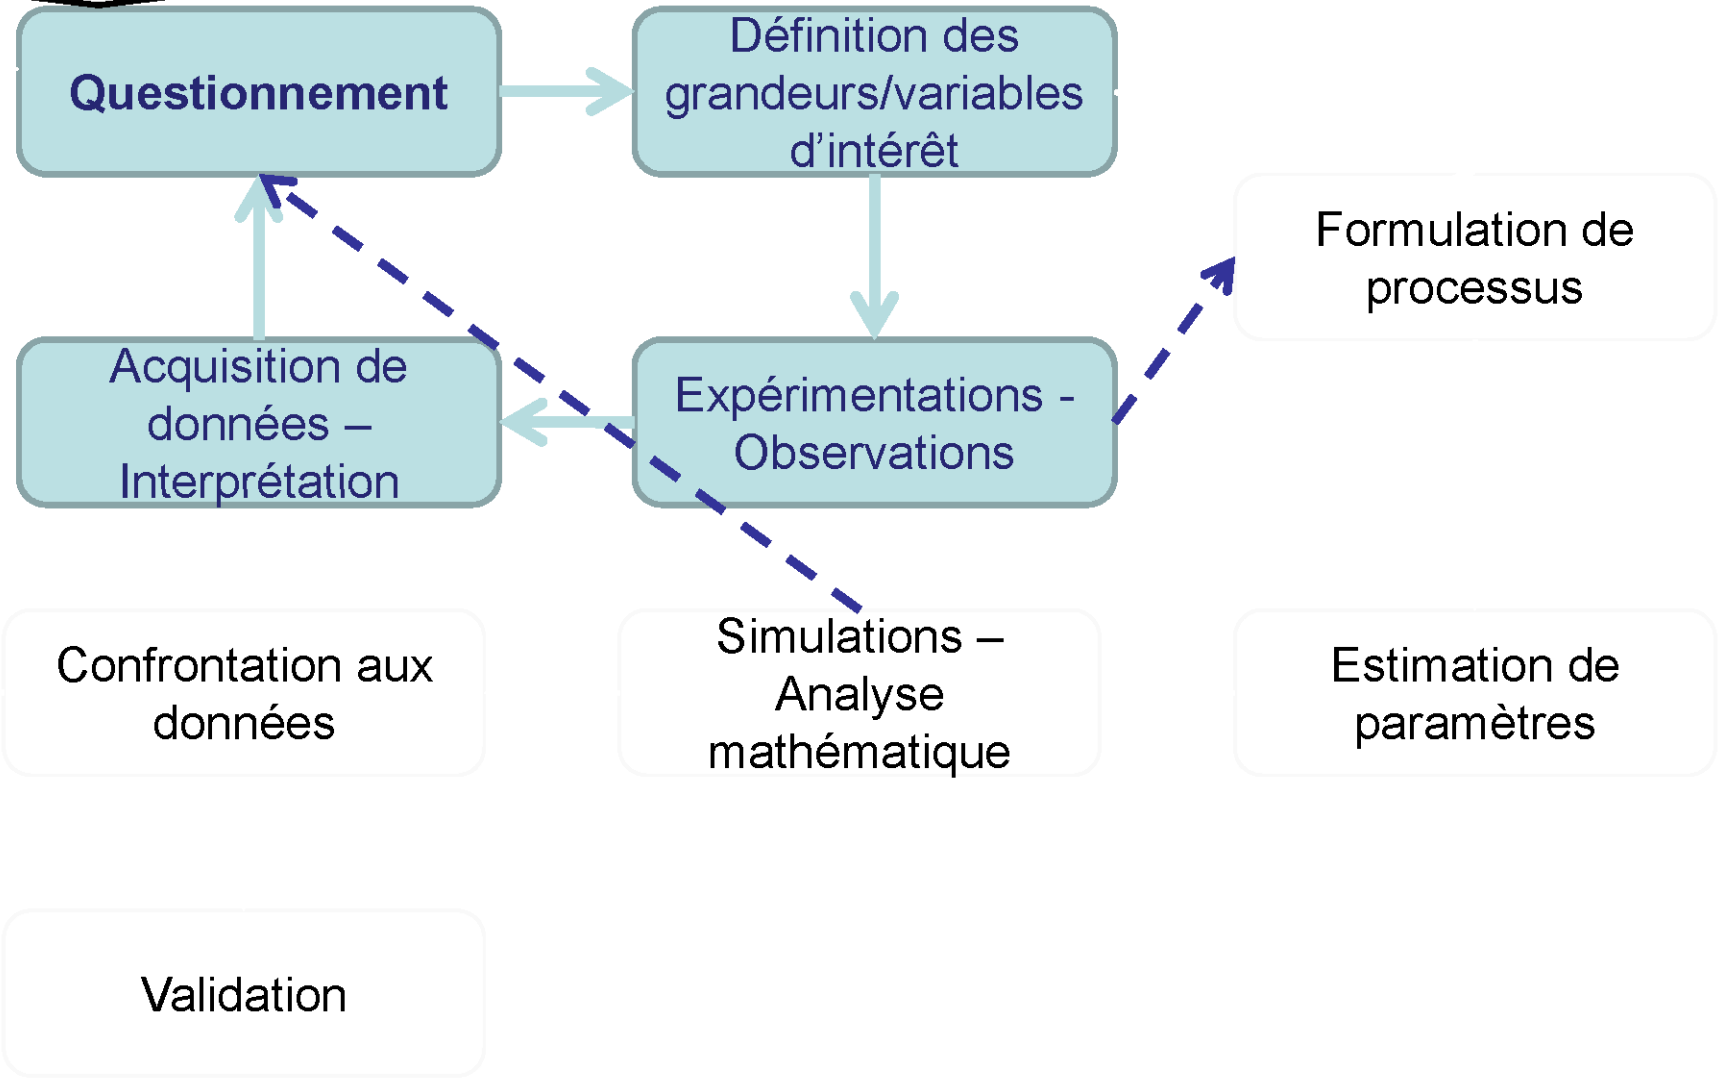 Questionnement
Définition des
grandeurs/variables
d’intérêt
Formulation de
processus
Acquisition de
données –
Interprétation
Expérimentations -
Observations
Confrontation aux
données
Simulations –
Analyse
mathématique
Estimation de
paramètres
Validation